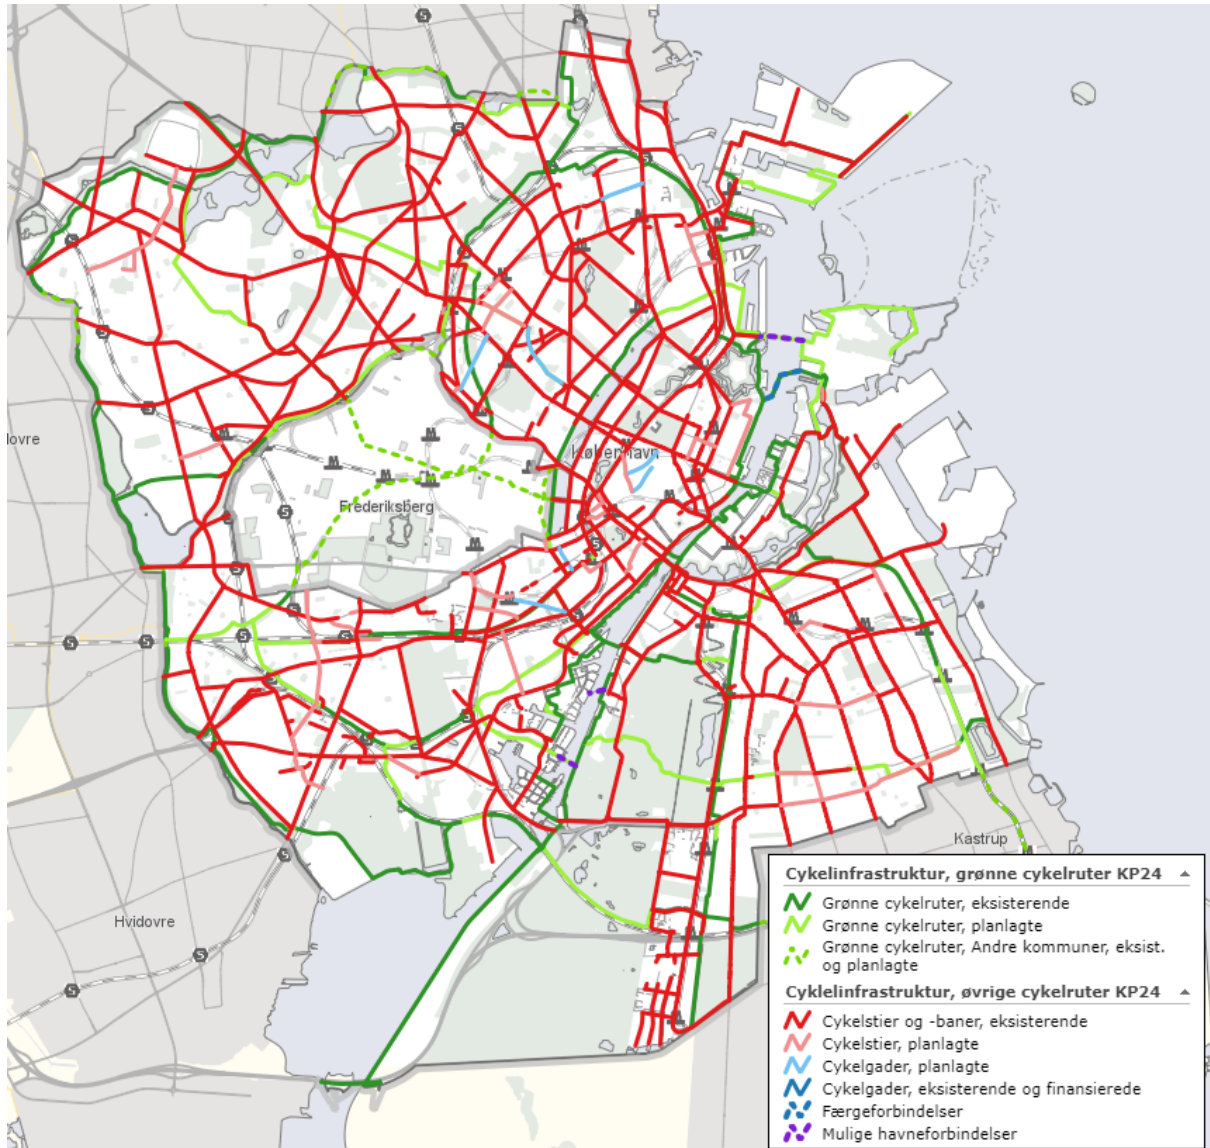 lovre
København
Frederiksberg
Kastrup
Hvidovre
Cykelinfrastruktur, grønne cykelruter KP24
Grønne cykelruter, eksisterende
Grønne cykelruter, planlagte
Grønne cykelruter, Andre kommuner, eksist.
og planlagte
Cyklelinfrastruktur, øvrige cykelruter KP24
Cykelstier og -baner, eksisterende
Cykelstier, planlagte
Cykelgader, planlagte
Cykelgader, eksisterende og finansierede
Færgeforbindelser
Mulige havneforbindelser